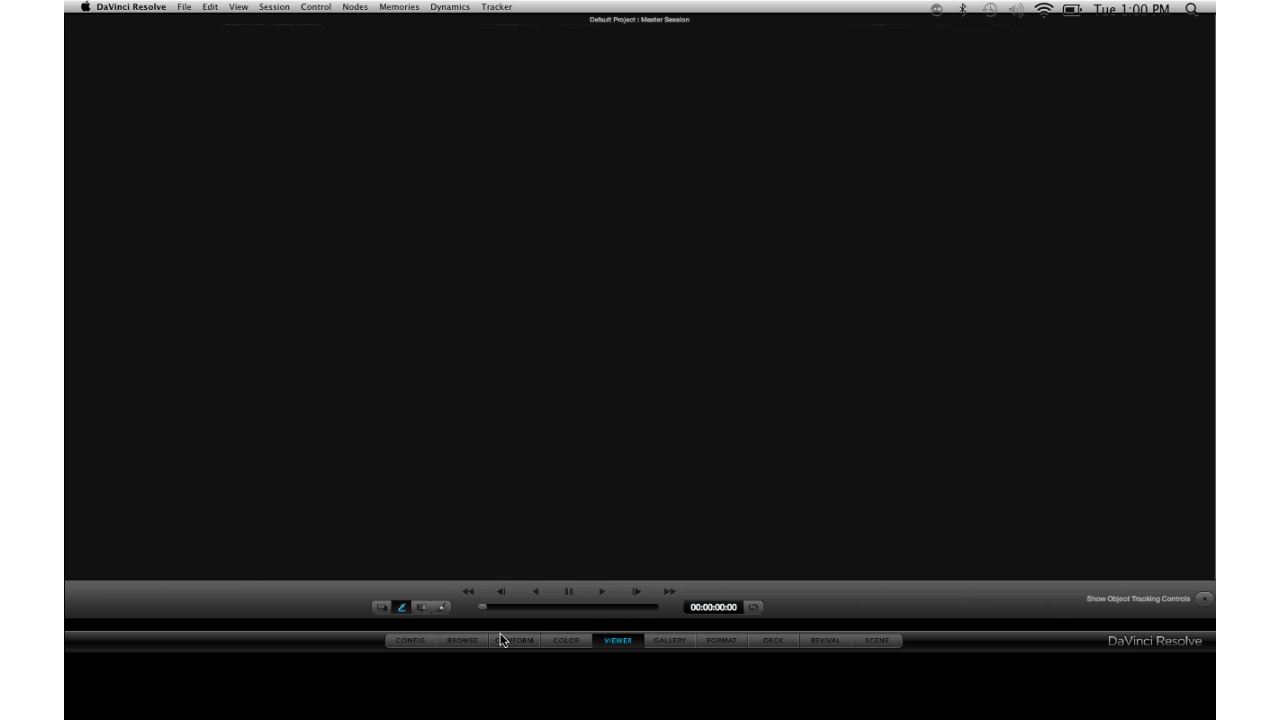 DaVinci Resolve File Edit View Session Control Nodes Memories Dynamics Tracker Tue 1:00 PM
Default Project : Master Session
Show Object Tracking Controls
00:00:00:00
CONFIG BROWSE CONFORM COLOR VIEWER GALLERY FORMAT DECK REVIVAL SCENE DaVinci Resolve